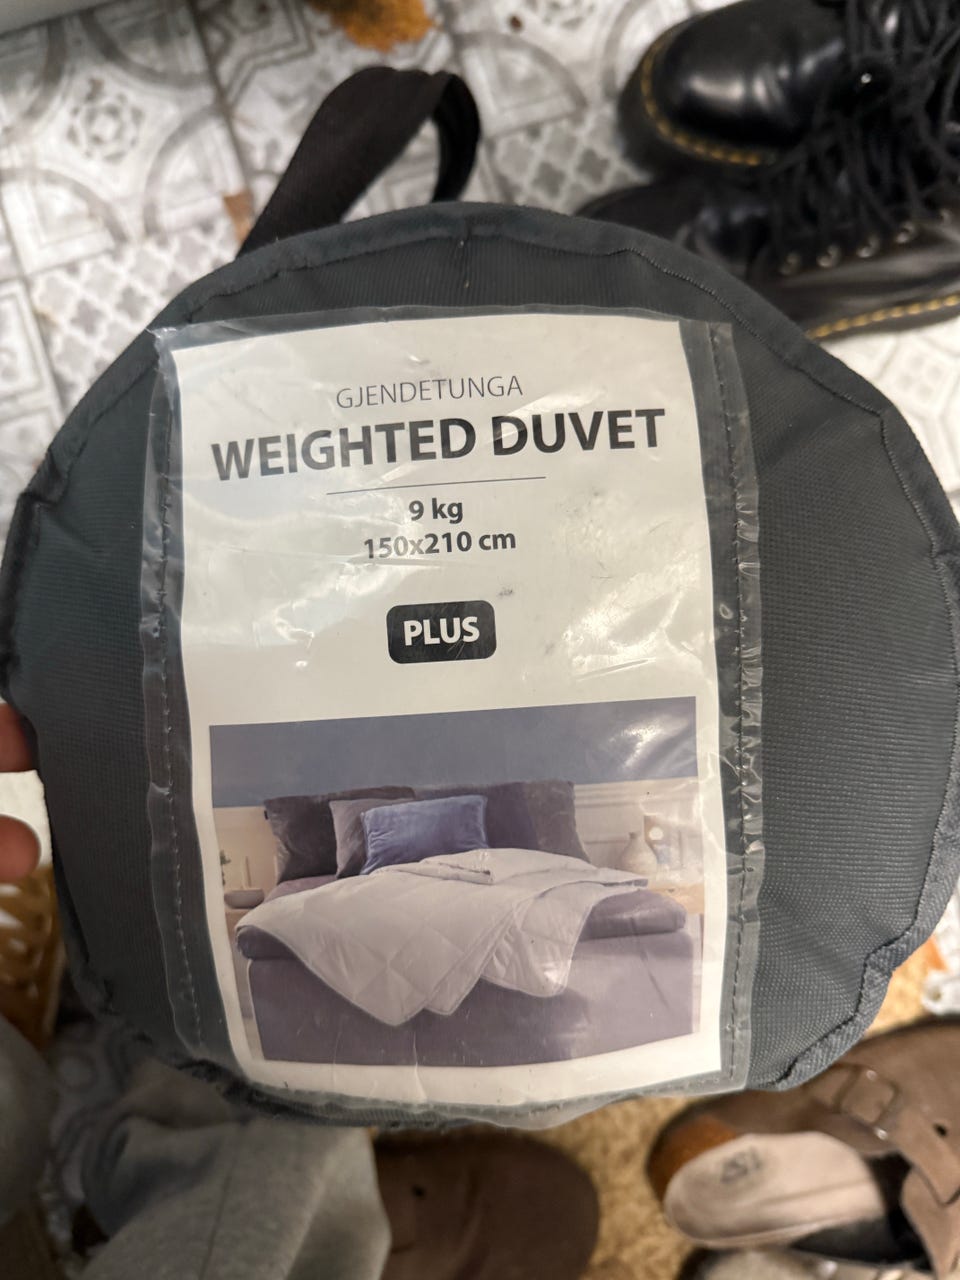 GJENDETUNGA
WEIGHTED DUVET
9 kg
150x210 cm
PLUS